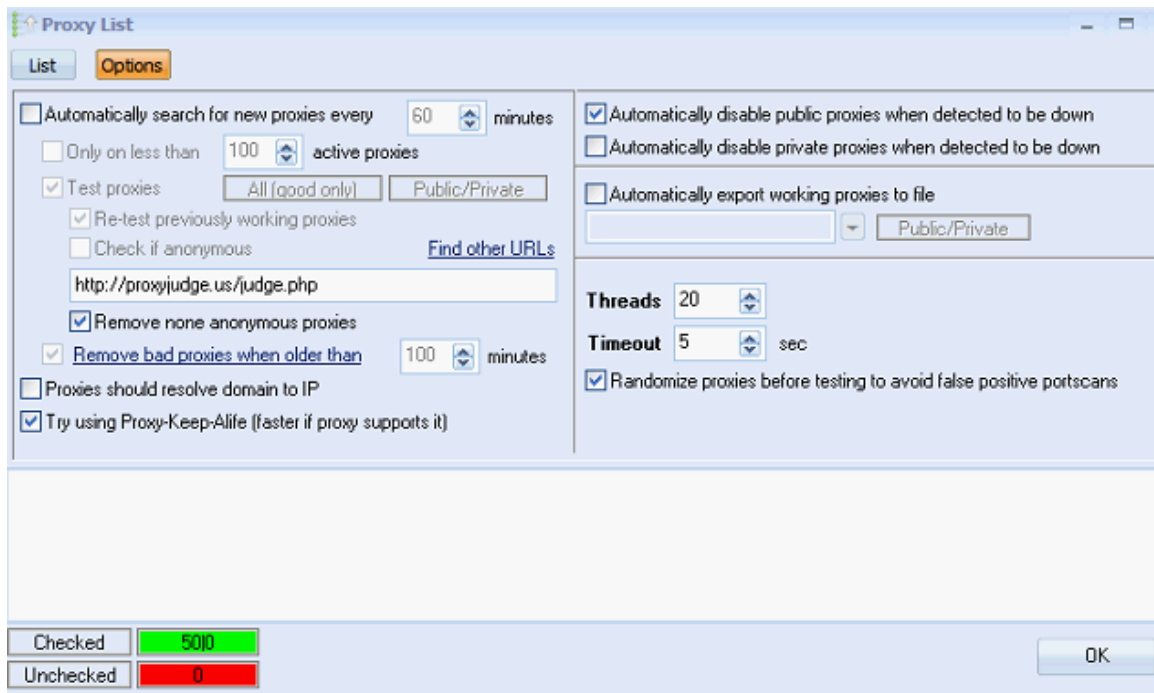 Proxy List
List Options
Automatically search for new proxies every 60 minutes
Only on less than 100 active proxies
Test proxies All (good only) Public/Private
Re-test previously working proxies
Check if anonymous Find other URLs
http://proxyjudge.us/judge.php
Remove none anonymous proxies
Remove bad proxies when older than 100 minutes
Proxies should resolve domain to IP
Try using Proxy-Keep-Alife (faster if proxy supports it)
Automatically disable public proxies when detected to be down
Automatically disable private proxies when detected to be down
Automatically export working proxies to file
Public/Private
Threads 20
Timeout 5 sec
Randomize proxies before testing to avoid false positive portscans
Checked 50|0
Unchecked 0
OK